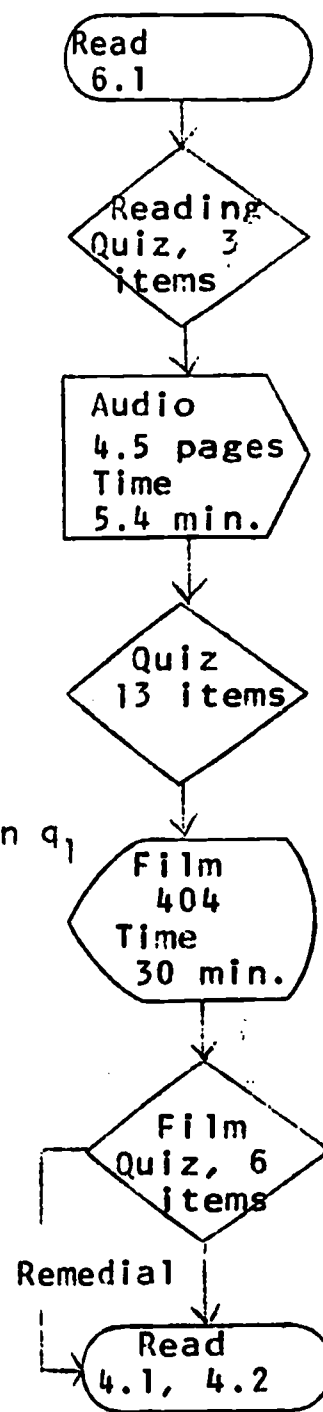 Read
6.1
Reading
Quiz, 3
items
Audio
4.5 pages
Time
5.4 min.
Quiz
13 items
n q₁
Film
404
Time
30 min.
Film
Quiz, 6
items
Remedial
Read
4.1, 4.2